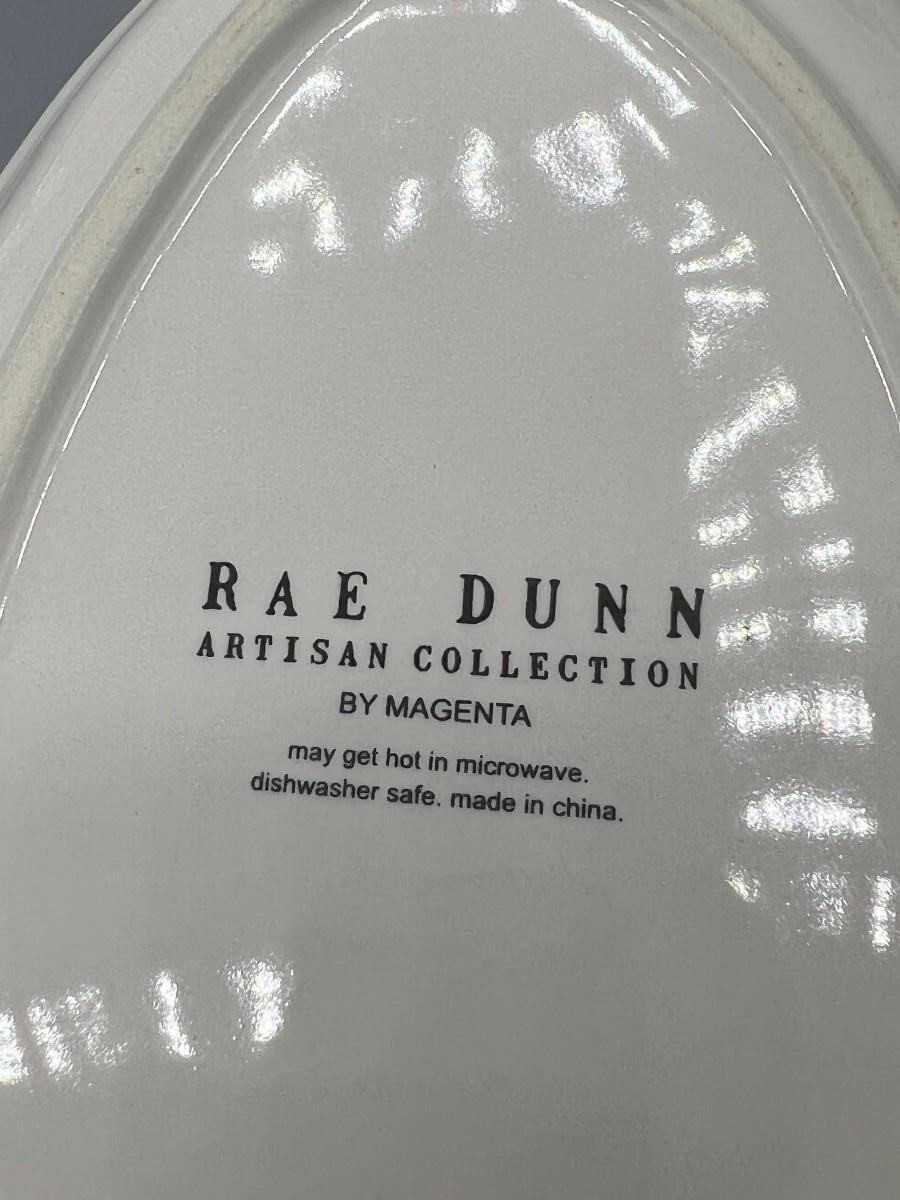 RAE DUNN
ARTISAN COLLECTION
BY MAGENTA
may get hot in microwave.
dishwasher safe. made in china.